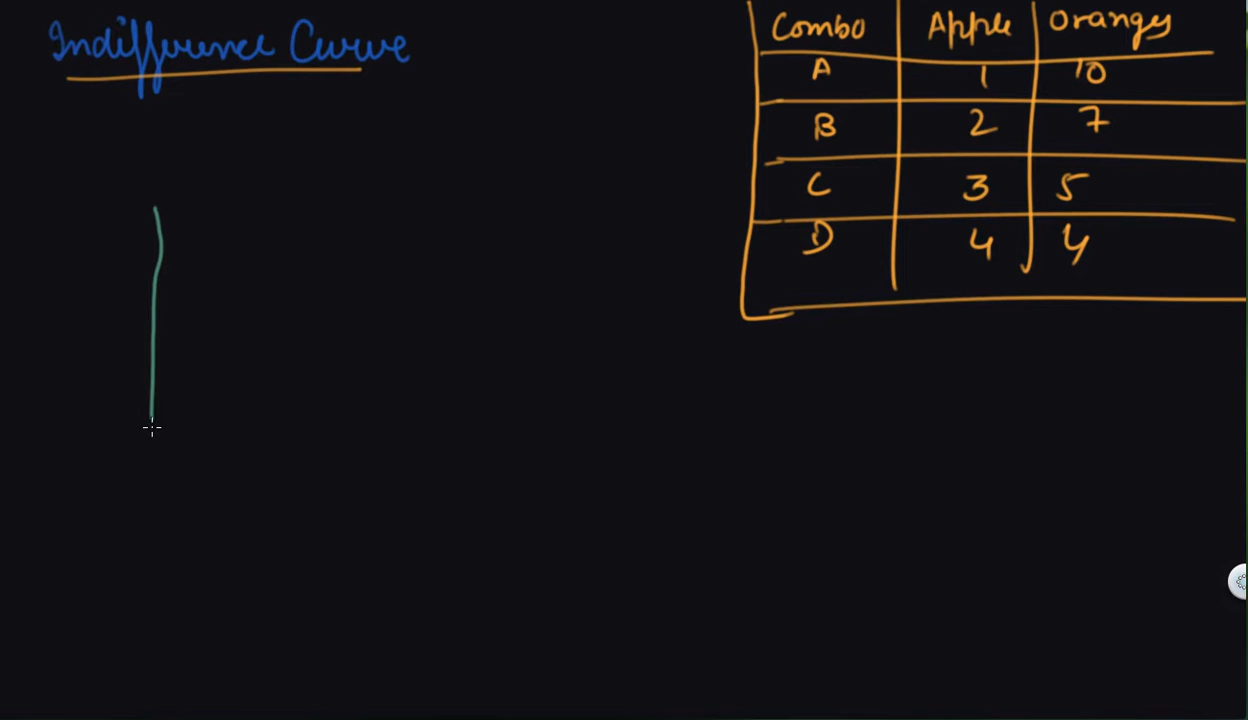 Indifference Curve
Combo Apple Oranges
A 1 10
B 2 7
C 3 5
D 4 4